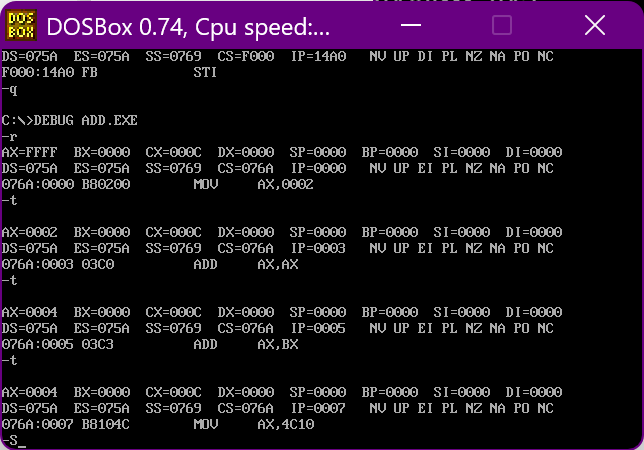 DOS BOX DOSBox 0.74, Cpu speed:...
DS=075A ES=075A SS=0769 CS=F000 IP=14A0 NV UP DI PL NZ NA PO NC
F000:14A0 FB STI
-q
C:\>DEBUG ADD.EXE
-r
AX=FFFF BX=0000 CX=000C DX=0000 SP=0000 BP=0000 SI=0000 DI=0000
DS=075A ES=075A SS=0769 CS=076A IP=0000 NV UP EI PL NZ NA PO NC
076A:0000 B80200 MOV AX,0002
-t
AX=0002 BX=0000 CX=000C DX=0000 SP=0000 BP=0000 SI=0000 DI=0000
DS=075A ES=075A SS=0769 CS=076A IP=0003 NV UP EI PL NZ NA PO NC
076A:0003 03C0 ADD AX,AX
-t
AX=0004 BX=0000 CX=000C DX=0000 SP=0000 BP=0000 SI=0000 DI=0000
DS=075A ES=075A SS=0769 CS=076A IP=0005 NV UP EI PL NZ NA PO NC
076A:0005 03C3 ADD AX,BX
-t
AX=0004 BX=0000 CX=000C DX=0000 SP=0000 BP=0000 SI=0000 DI=0000
DS=075A ES=075A SS=0769 CS=076A IP=0007 NV UP EI PL NZ NA PO NC
076A:0007 B8104C MOV AX,4C10
-S_